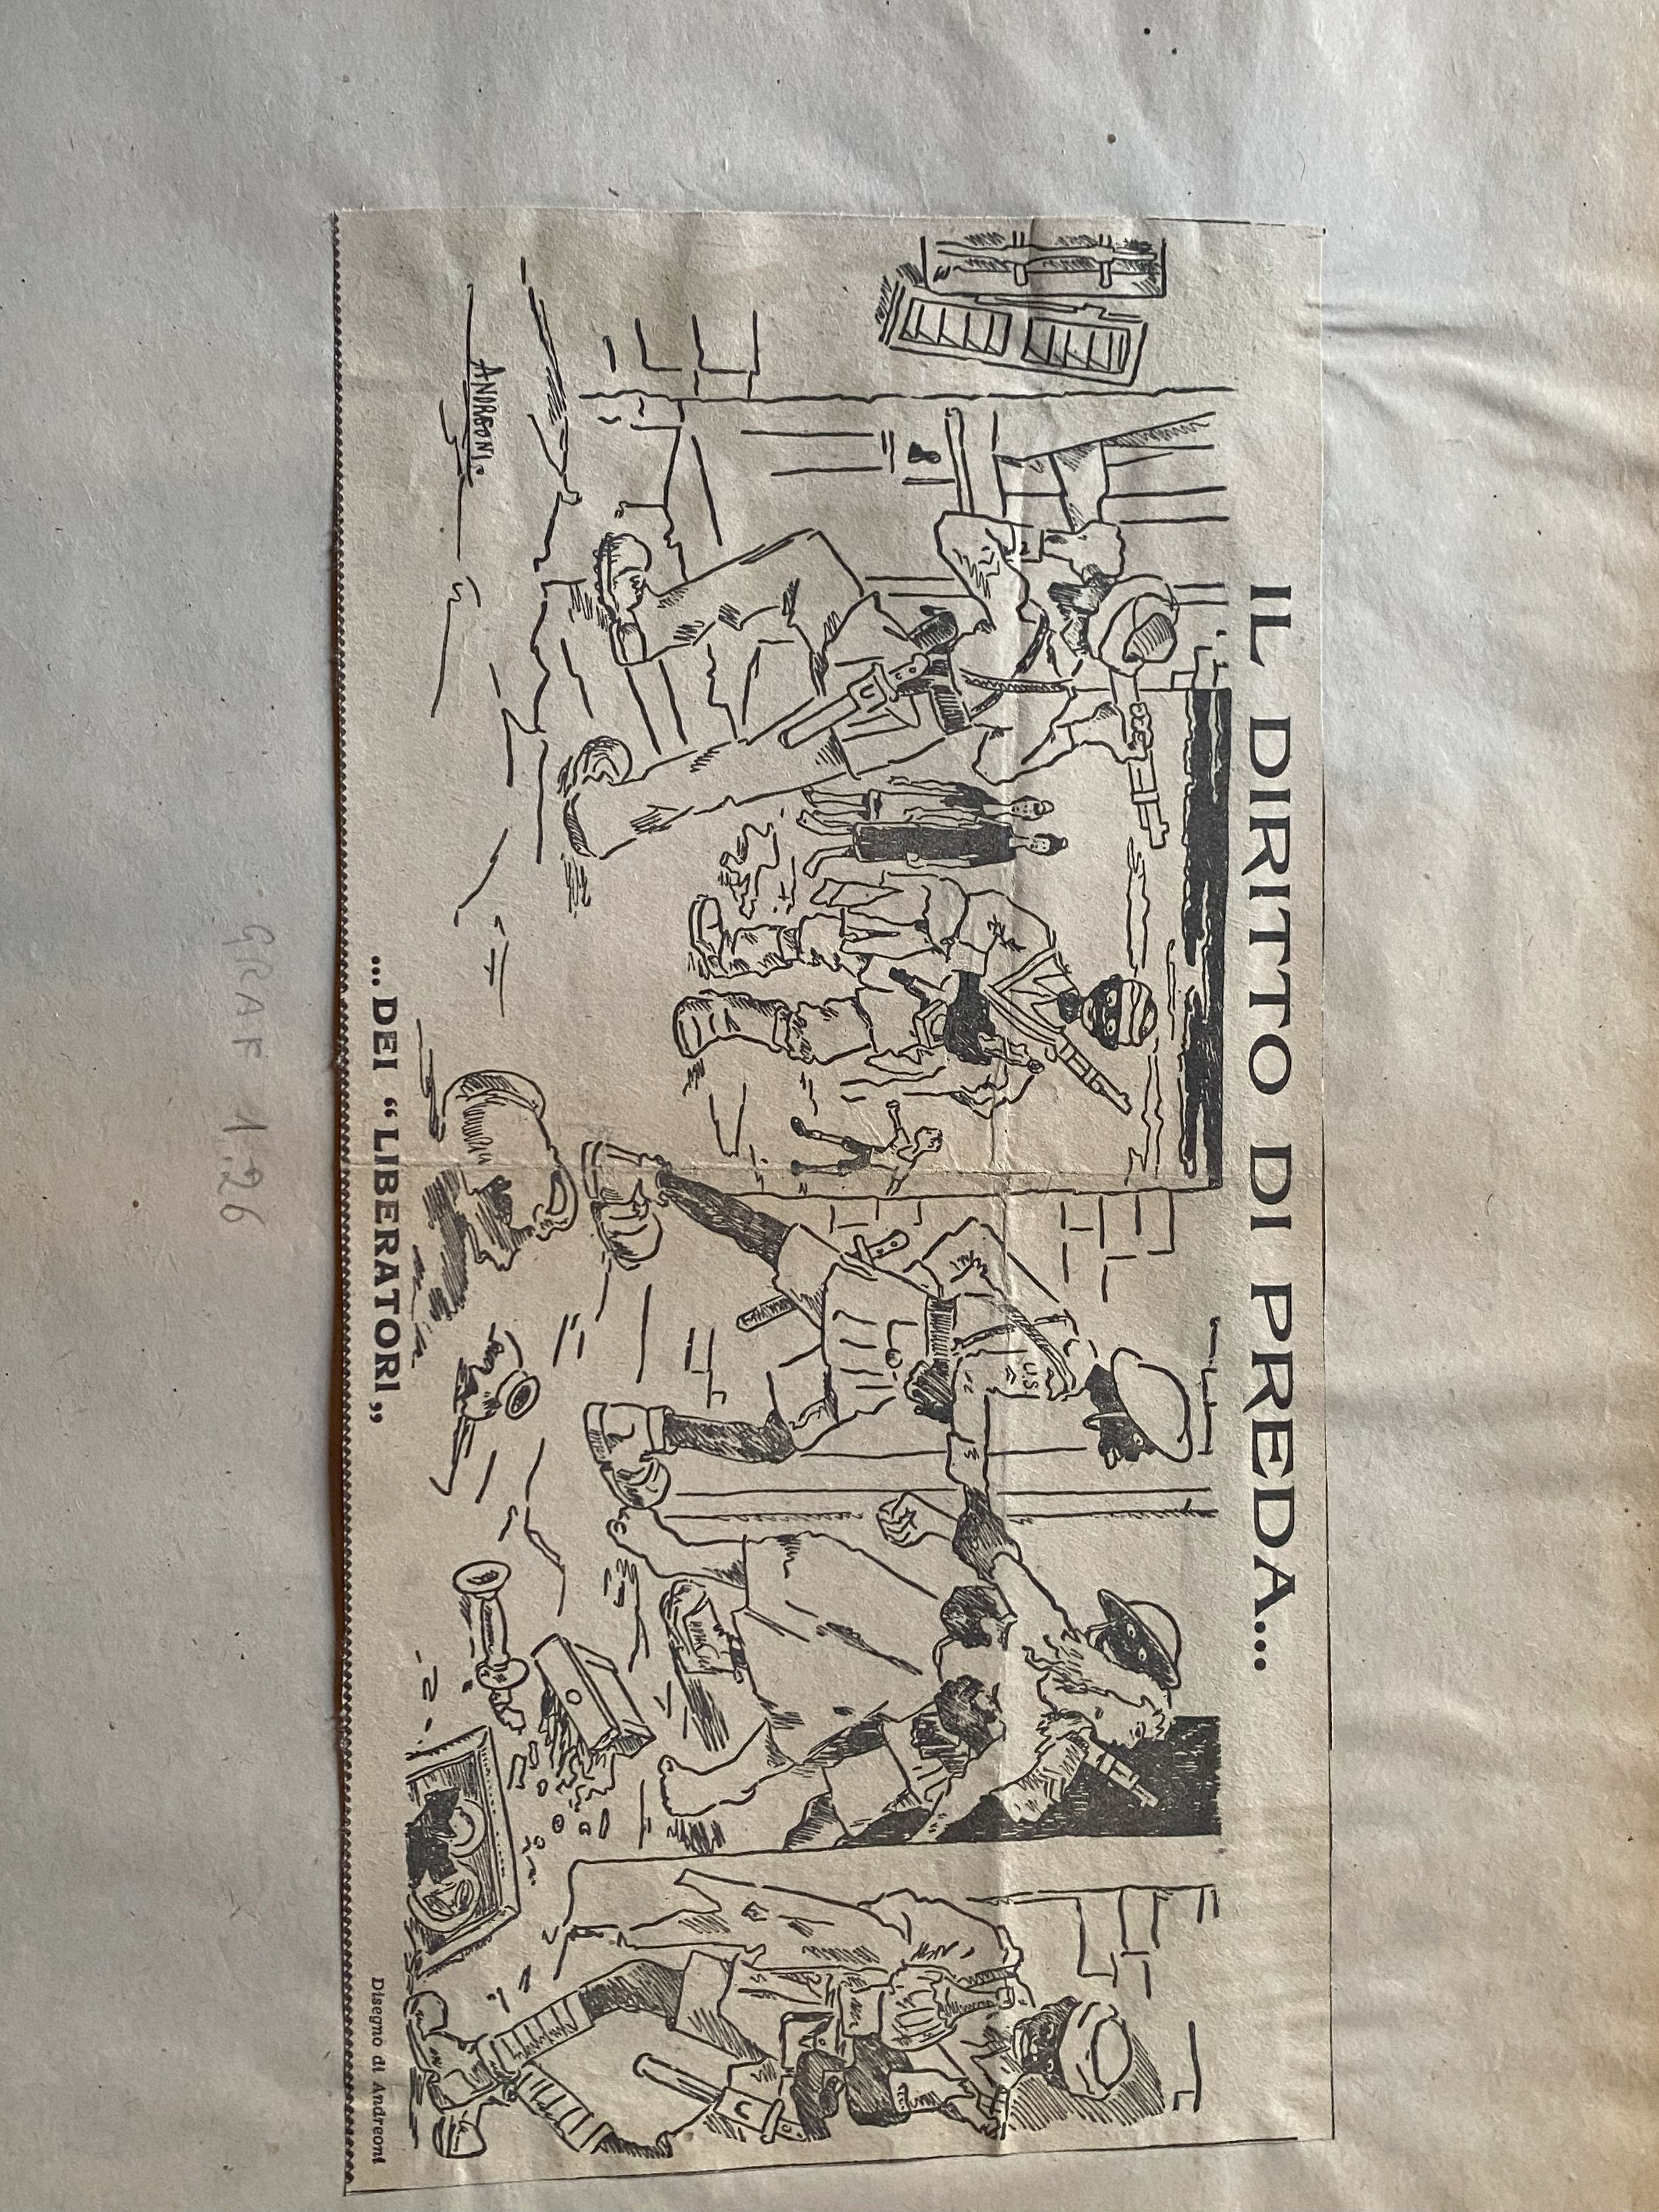 IL DIRITTO DI PREDA...
U.S.
ANDREONI.
...DEI “LIBERATORI„
Disegno di Andreoni
GRAF 1.26